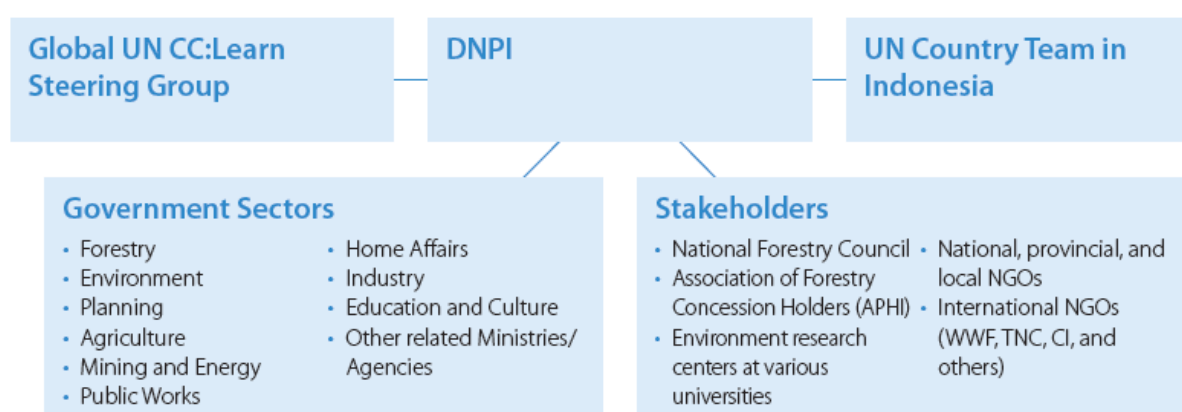 Global UN CC:Learn
Steering Group
DNPI
UN Country Team in
Indonesia
Government Sectors
• Forestry
• Environment
• Planning
• Agriculture
• Mining and Energy
• Public Works
• Home Affairs
• Industry
• Education and Culture
• Other related Ministries/
Agencies
Stakeholders
• National Forestry Council
• Association of Forestry
Concession Holders (APHI)
• Environment research
centers at various
universities
• National, provincial, and
local NGOs
• International NGOs
(WWF, TNC, CI, and
others)